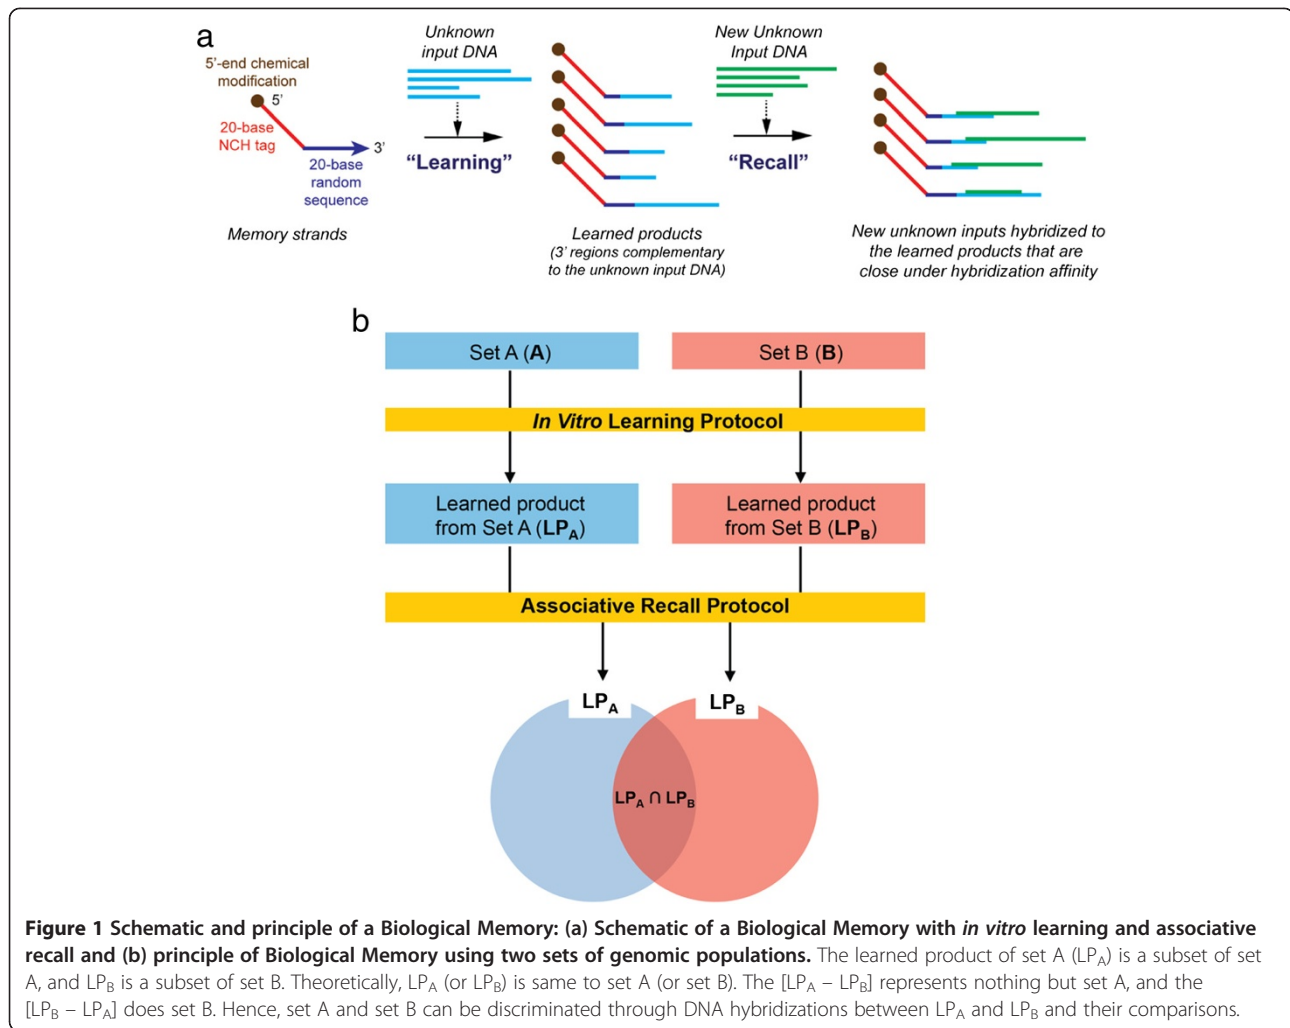 a
Unknown
input DNA
New Unknown
Input DNA
5'-end chemical
modification
5'
20-base
NCH tag
3'
20-base
random
sequence
“Learning”
“Recall”
Memory strands
Learned products
(3’ regions complementary
to the unknown input DNA)
New unknown inputs hybridized to
the learned products that are
close under hybridization affinity
b
Set A (A)
Set B (B)
In Vitro Learning Protocol
Learned product
from Set A (LPA)
Learned product
from Set B (LPB)
Associative Recall Protocol
LPA
LPB
LPA ∩ LPB
Figure 1 Schematic and principle of a Biological Memory: (a) Schematic of a Biological Memory with in vitro learning and associative
recall and (b) principle of Biological Memory using two sets of genomic populations. The learned product of set A (LPA) is a subset of set
A, and LPB is a subset of set B. Theoretically, LPA (or LPB) is same to set A (or set B). The [LPA – LPB] represents nothing but set A, and the
[LPB – LPA] does set B. Hence, set A and set B can be discriminated through DNA hybridizations between LPA and LPB and their comparisons.